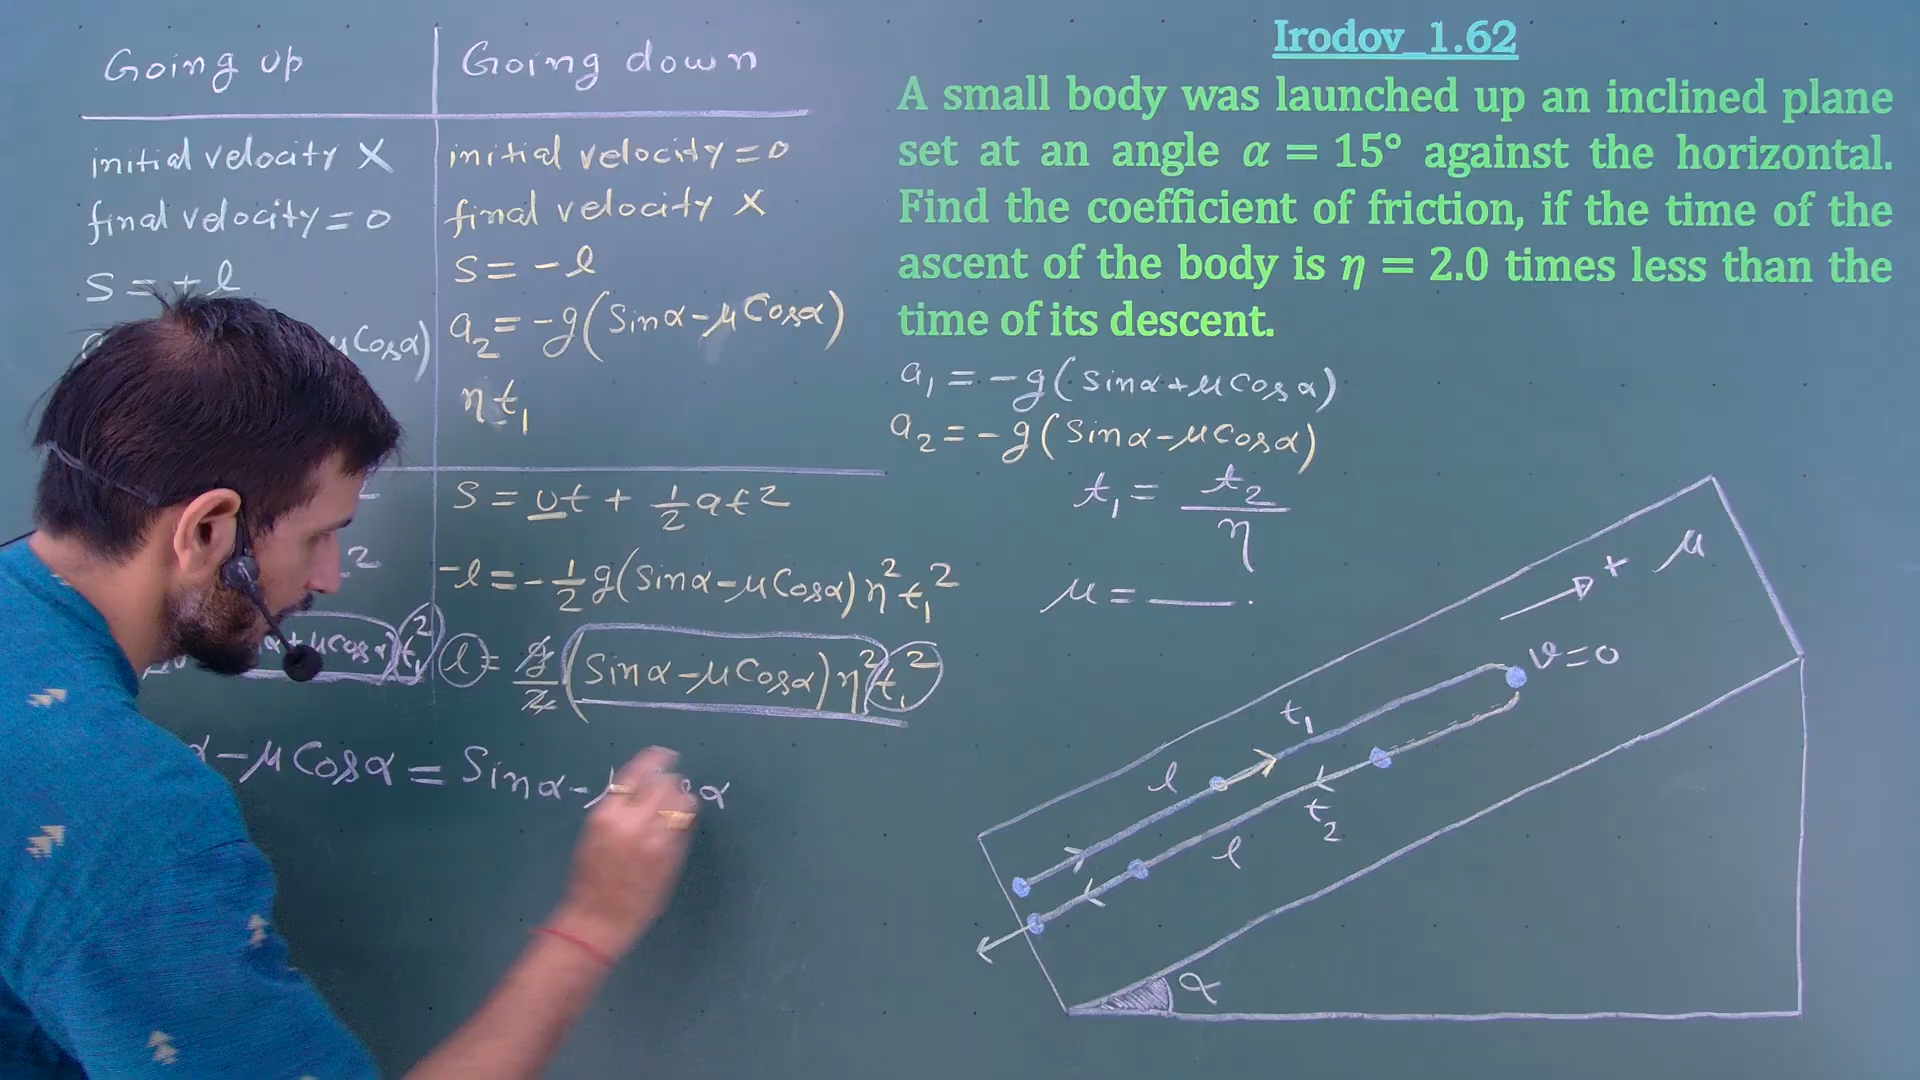 Going up
Going down
initial velocity X
final velocity = 0
S = + l
μCosα)
initial velocity = 0
final velocity X
S = - l
a₂ = -g(Sinα-μCosα)
ηt₁
S = ut + ½at²
-l = -½g(Sinα-μCosα)η²t₁²
α+μCosα)t₁²
l = g/2(Sinα-μCosα)η²t₁²
α-μCosα = Sinα-
α
Irodov_1.62
A small body was launched up an inclined plane
set at an angle α = 15° against the horizontal.
Find the coefficient of friction, if the time of the
ascent of the body is η = 2.0 times less than the
time of its descent.
a₁ = -g(Sinα+μCosα)
a₂ = -g(Sinα-μCosα)
t₁ = t₂/η
μ = ____.
+
μ
v=0
t₁
l
t₂
l
α